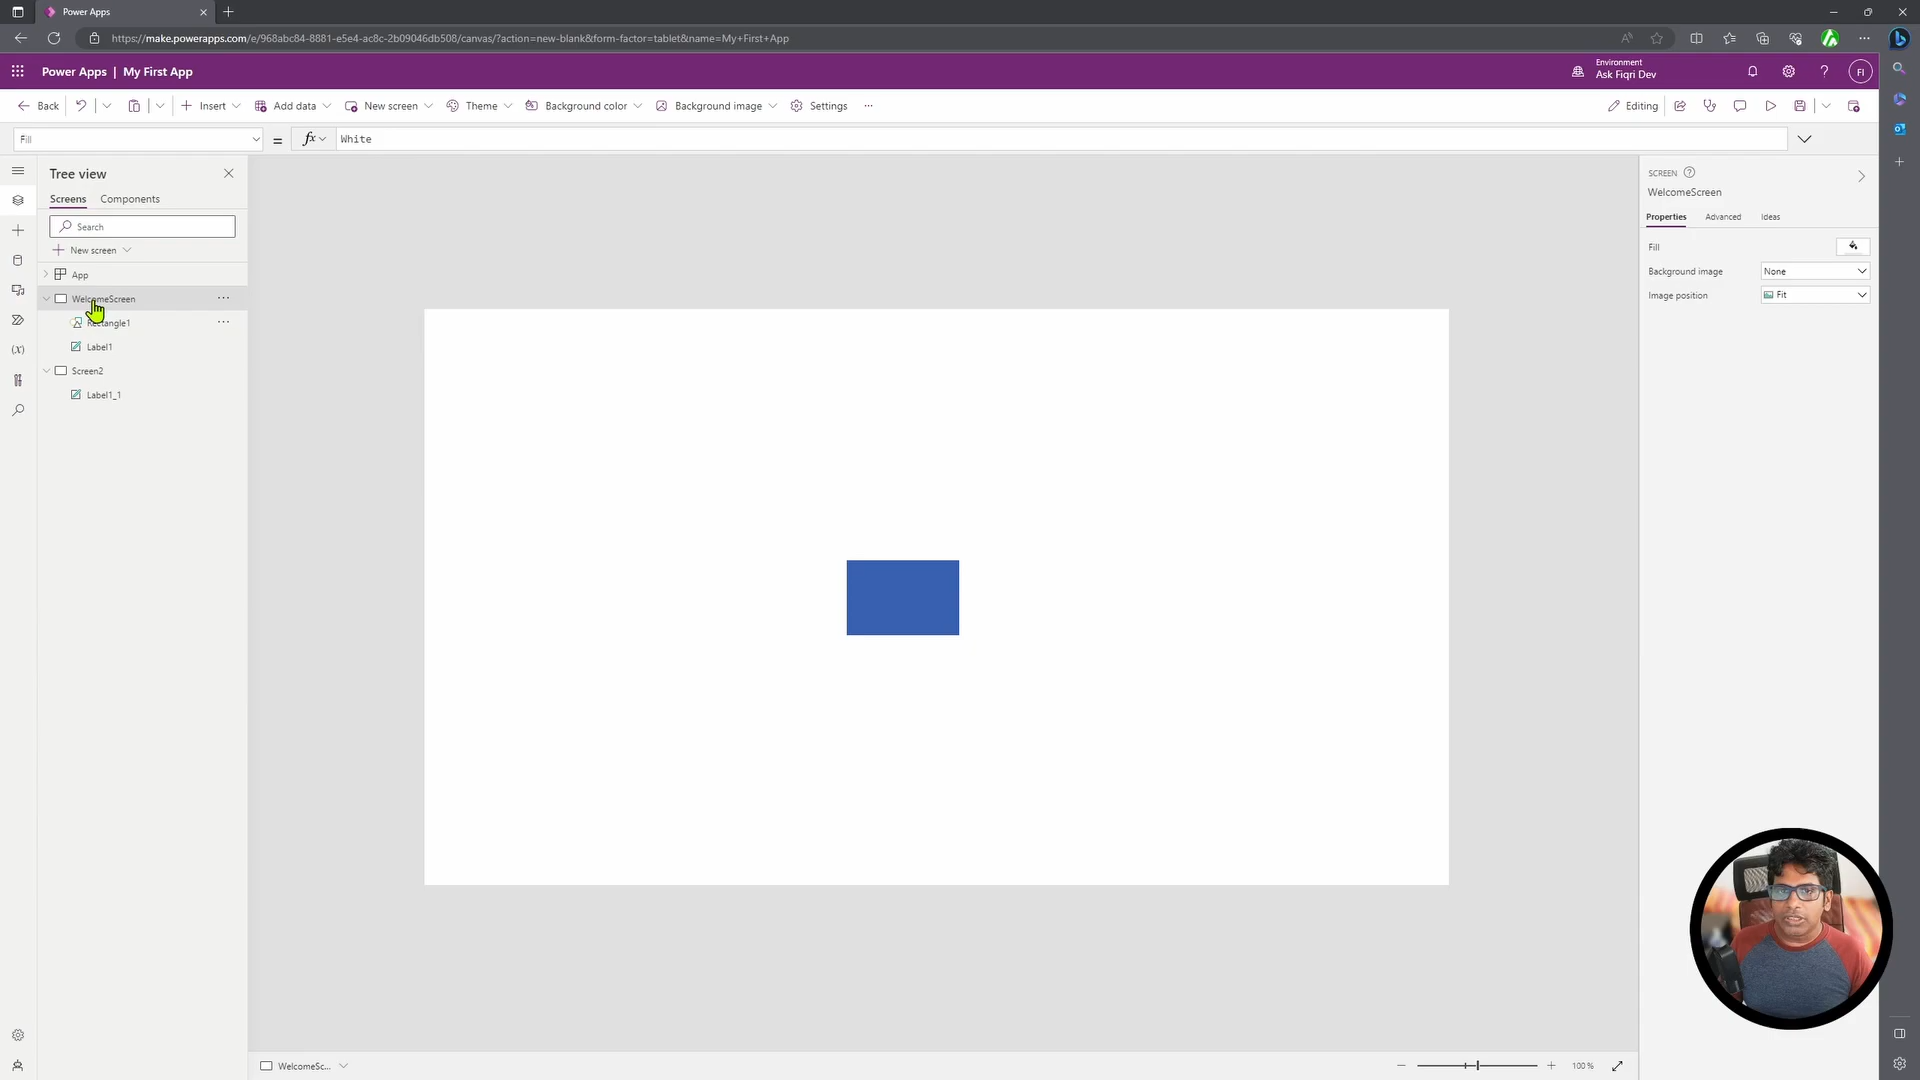 Power Apps
https://make.powerapps.com/e/968abc84-8881-e5e4-ac8c-2b09046db508/canvas/?action=new-blank&form-factor=tablet&name=My+First+App
Power Apps | My First App
Environment
Ask Fiqri Dev
FI
Back
Insert
Add data
New screen
Theme
Background color
Background image
Settings
Editing
Fill
=
fx
White
Tree view
Screens
Components
Search
New screen
App
WelcomeScreen
Rectangle1
Label1
Screen2
Label1_1
SCREEN
WelcomeScreen
Properties
Advanced
Ideas
Fill
Background image
None
Image position
Fit
WelcomeSc...
100 %